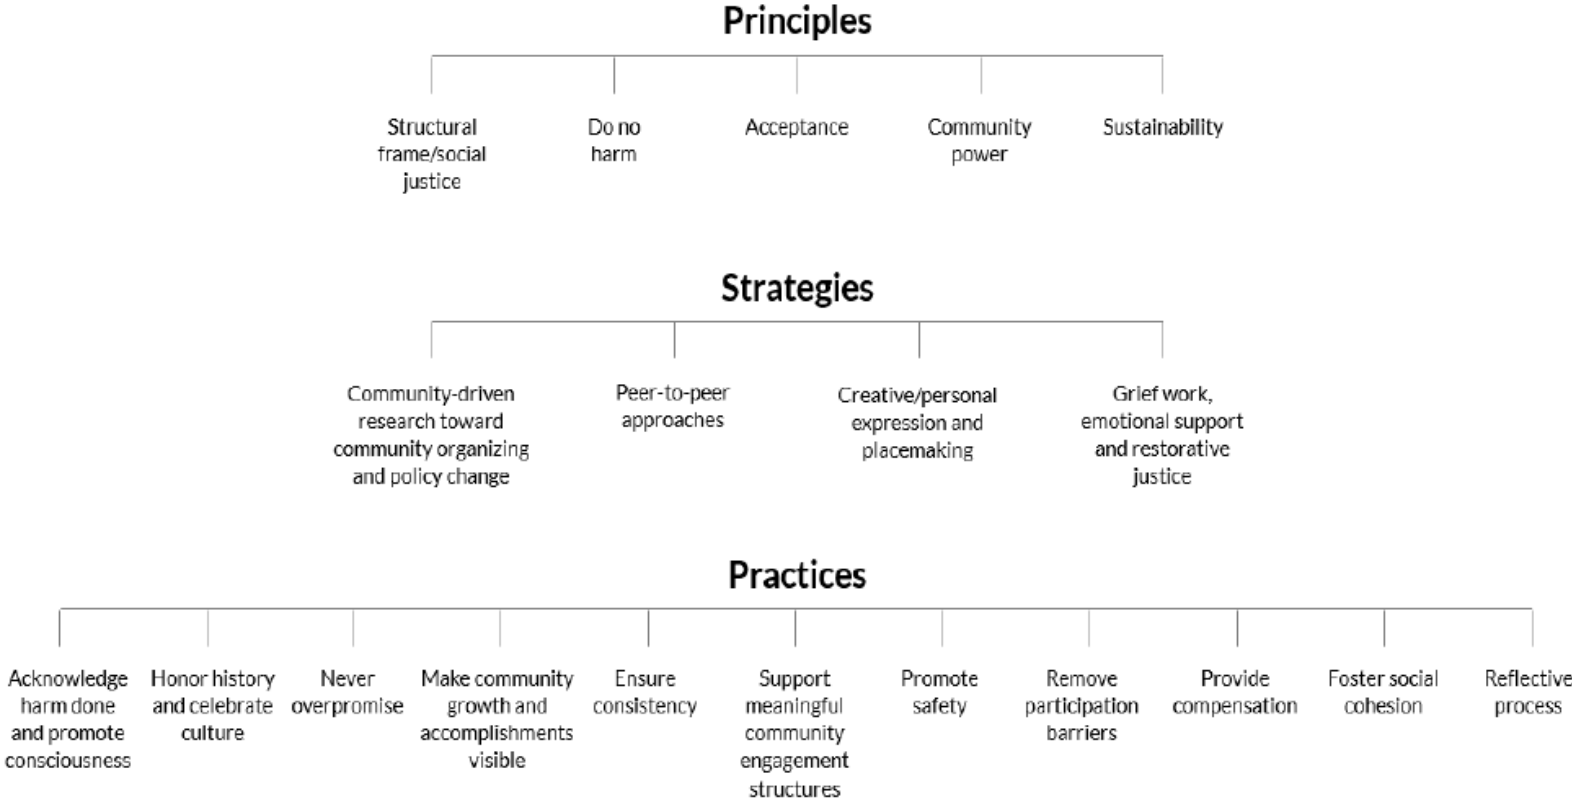 Principles
Structural
frame/social
justice
Do no
harm
Acceptance
Community
power
Sustainability
Strategies
Community-driven
research toward
community organizing
and policy change
Peer-to-peer
approaches
Creative/personal
expression and
placemaking
Grief work,
emotional support
and restorative
justice
Practices
Acknowledge
harm done
and promote
consciousness
Honor history
and celebrate
culture
Never
overpromise
Make community
growth and
accomplishments
visible
Ensure
consistency
Support
meaningful
community
engagement
structures
Promote
safety
Remove
participation
barriers
Provide
compensation
Foster social
cohesion
Reflective
process